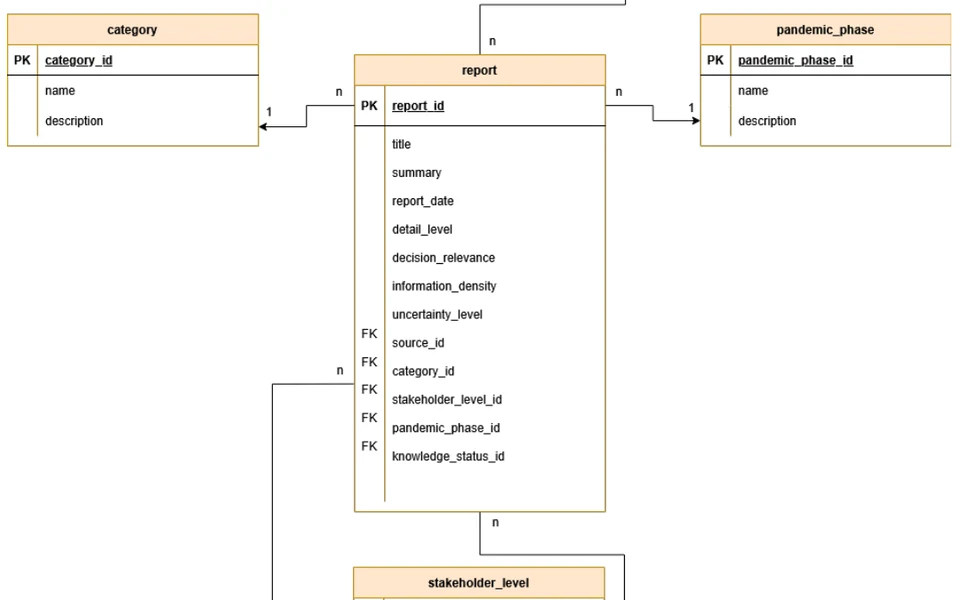 category
PK category_id
name
description
n
report
PK report_id
title
summary
report_date
detail_level
decision_relevance
information_density
uncertainty_level
FK source_id
FK category_id
FK stakeholder_level_id
FK pandemic_phase_id
FK knowledge_status_id
pandemic_phase
PK pandemic_phase_id
name
description
n
1
n
1
n
n
stakeholder_level